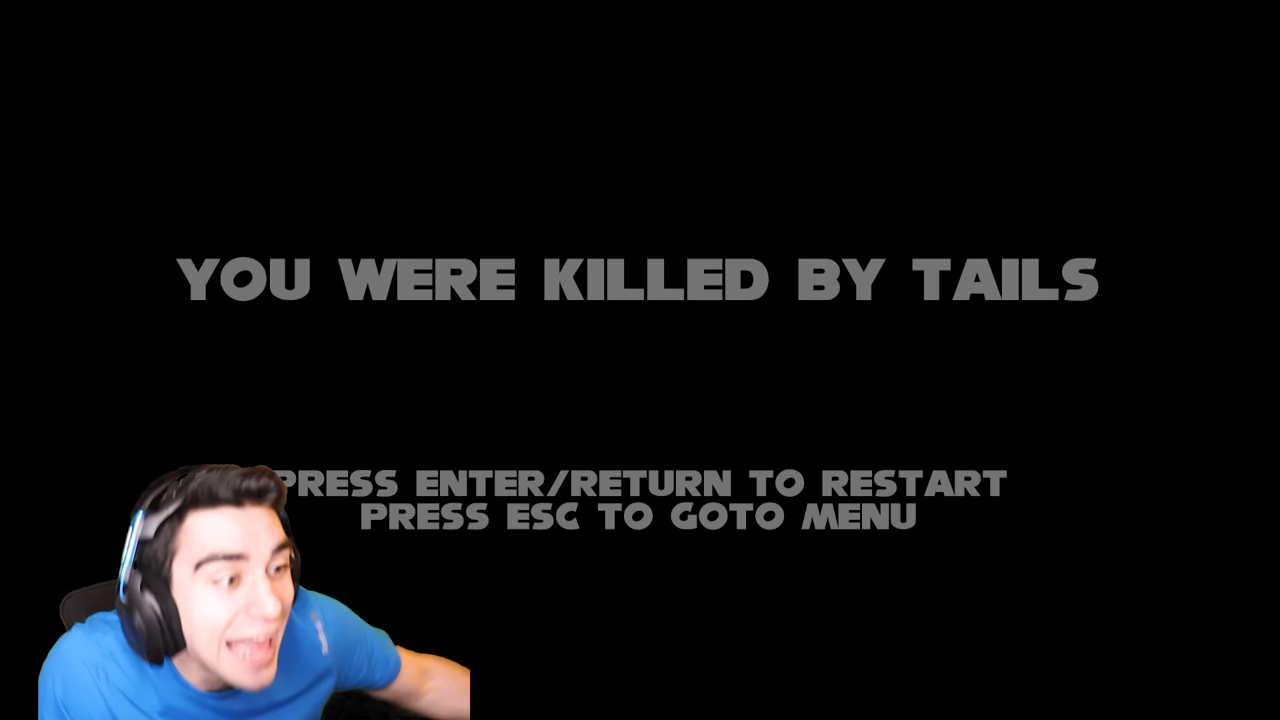 YOU WERE KILLED BY TAILS
PRESS ENTER/RETURN TO RESTART
PRESS ESC TO GOTO MENU